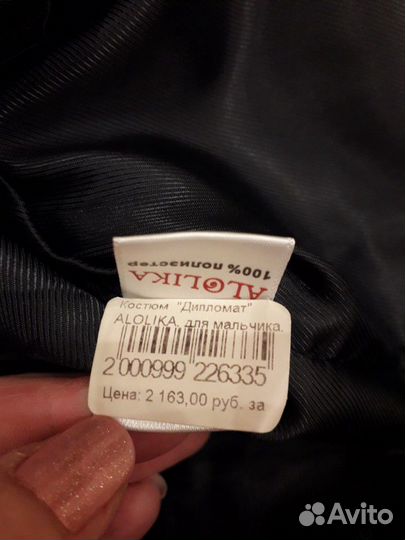 100% полиэстер
ALOLIKA
Костюм "Дипломат"
ALOLIKA, для мальчика.
2 000999 226335
Цена: 2 163,00 руб. за
Avito